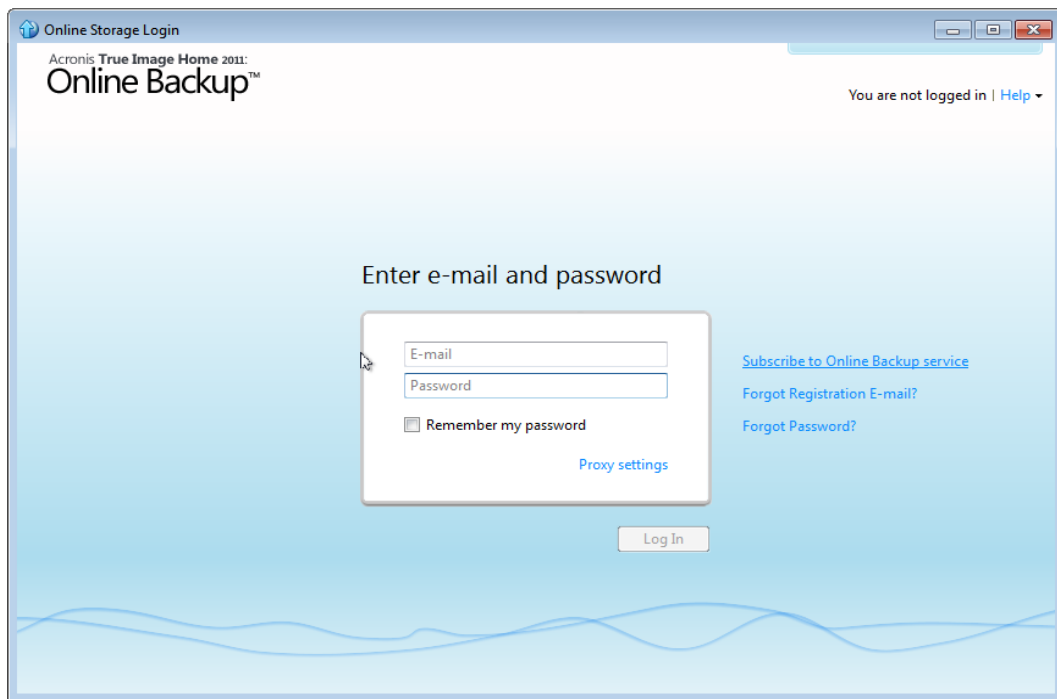 Online Storage Login
Acronis True Image Home 2011:
Online Backup™
You are not logged in | Help
Enter e-mail and password
E-mail
Password
Remember my password
Proxy settings
Subscribe to Online Backup service
Forgot Registration E-mail?
Forgot Password?
Log In